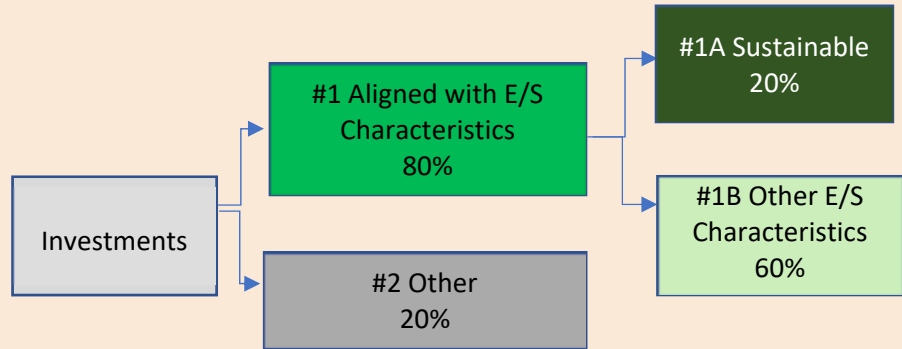 Investments
#1 Aligned with E/S
Characteristics
80%
#2 Other
20%
#1A Sustainable
20%
#1B Other E/S
Characteristics
60%